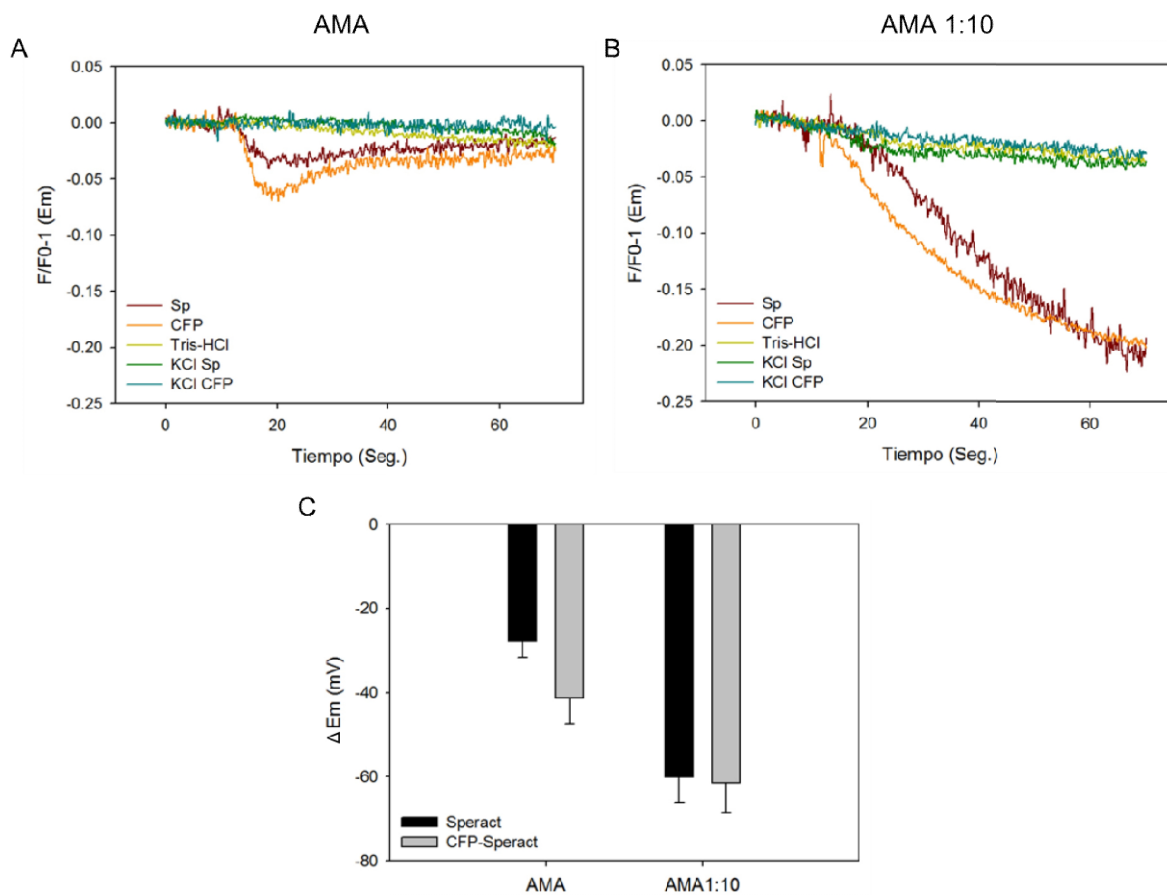 AMA
A
0.05
0.00
-0.05
-0.10
-0.15
-0.20
-0.25
F/F0-1 (Em)
Sp
CFP
Tris-HCl
KCl Sp
KCl CFP
0 20 40 60
Tiempo (Seg.)
AMA 1:10
B
0.05
0.00
-0.05
-0.10
-0.15
-0.20
-0.25
F/F0-1 (Em)
Sp
CFP
Tris-HCl
KCl Sp
KCl CFP
0 20 40 60
Tiempo (Seg.)
C
0
-20
-40
-60
-80
Δ Em (mV)
Speract
CFP-Speract
AMA AMA1:10